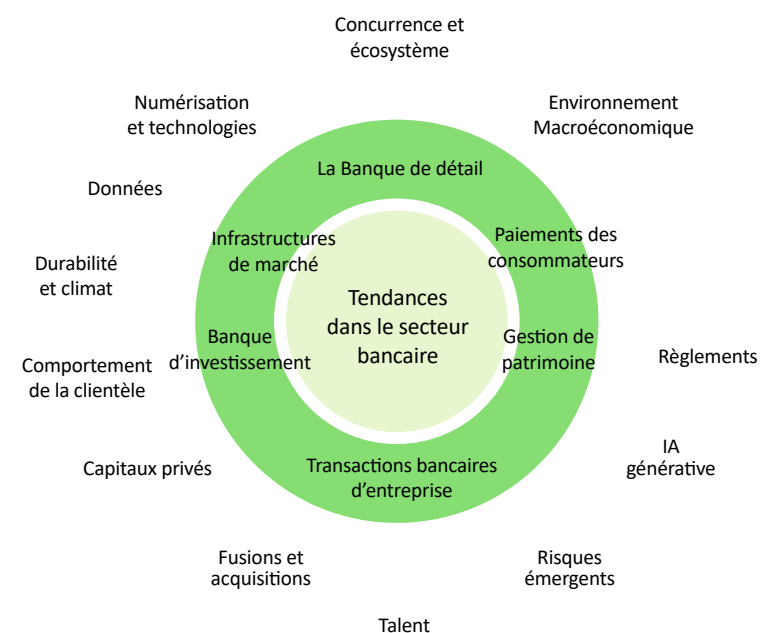 Concurrence et
écosystème
Numérisation
et technologies
Environnement
Macroéconomique
La Banque de détail
Données
Infrastructures
de marché
Paiements des
consommateurs
Durabilité
et climat
Tendances
dans le secteur
bancaire
Banque
d’investissement
Gestion de
patrimoine
Comportement
de la clientèle
Règlements
Capitaux privés
Transactions bancaires
d’entreprise
IA
générative
Fusions et
acquisitions
Risques
émergents
Talent